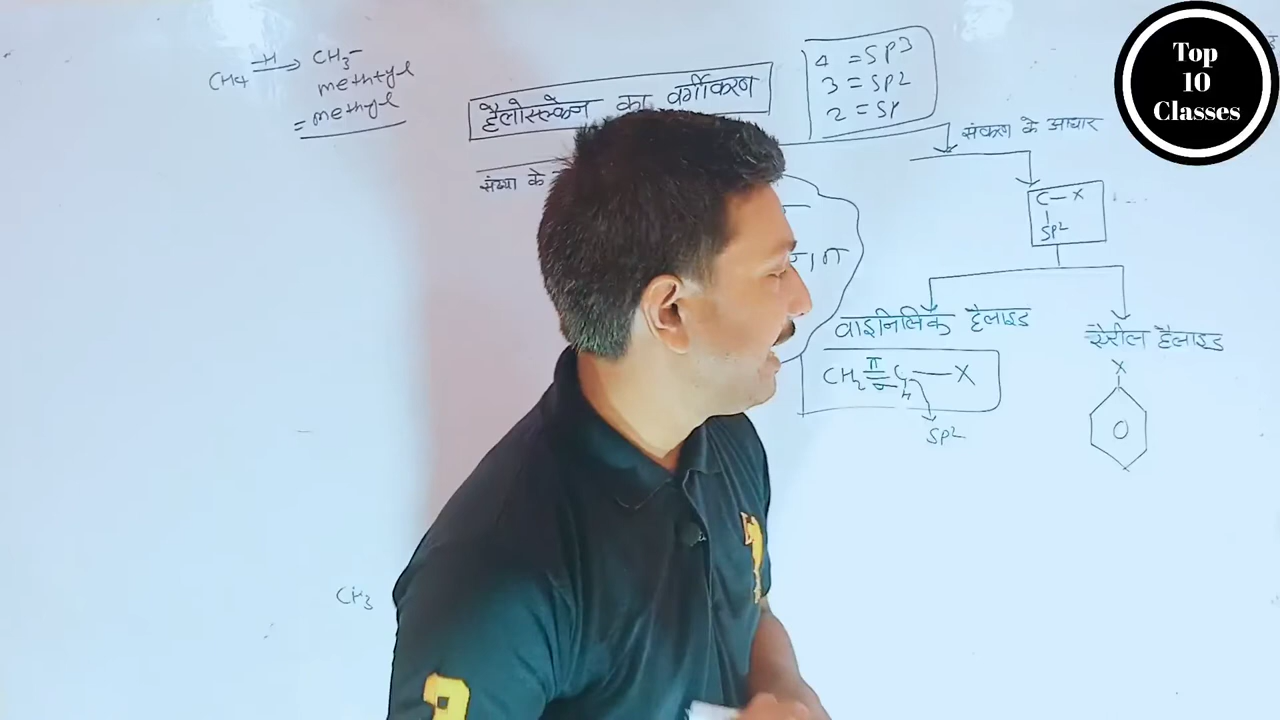 CH4 -H→ CH3-
methtyl
= methyl
हैलोऐल्केन का वर्गीकरण
4 = SP3
3 = SP2
2 = SP
Top
10
Classes
संकरण के आधार
संख्या के
C-X
SP2
वाइनिलिक हैलाइड
ऐरील हैलाइड
X
CH2 π
C
H
X
SP2
CH3